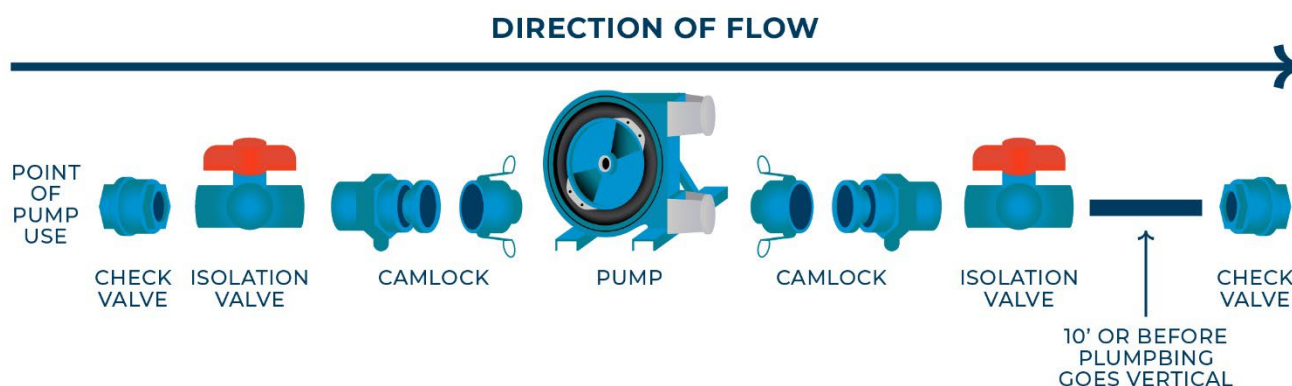 DIRECTION OF FLOW
POINT
OF
PUMP
USE
CHECK
VALVE
ISOLATION
VALVE
CAMLOCK
PUMP
CAMLOCK
ISOLATION
VALVE
10' OR BEFORE
PLUMPBING
GOES VERTICAL
CHECK
VALVE